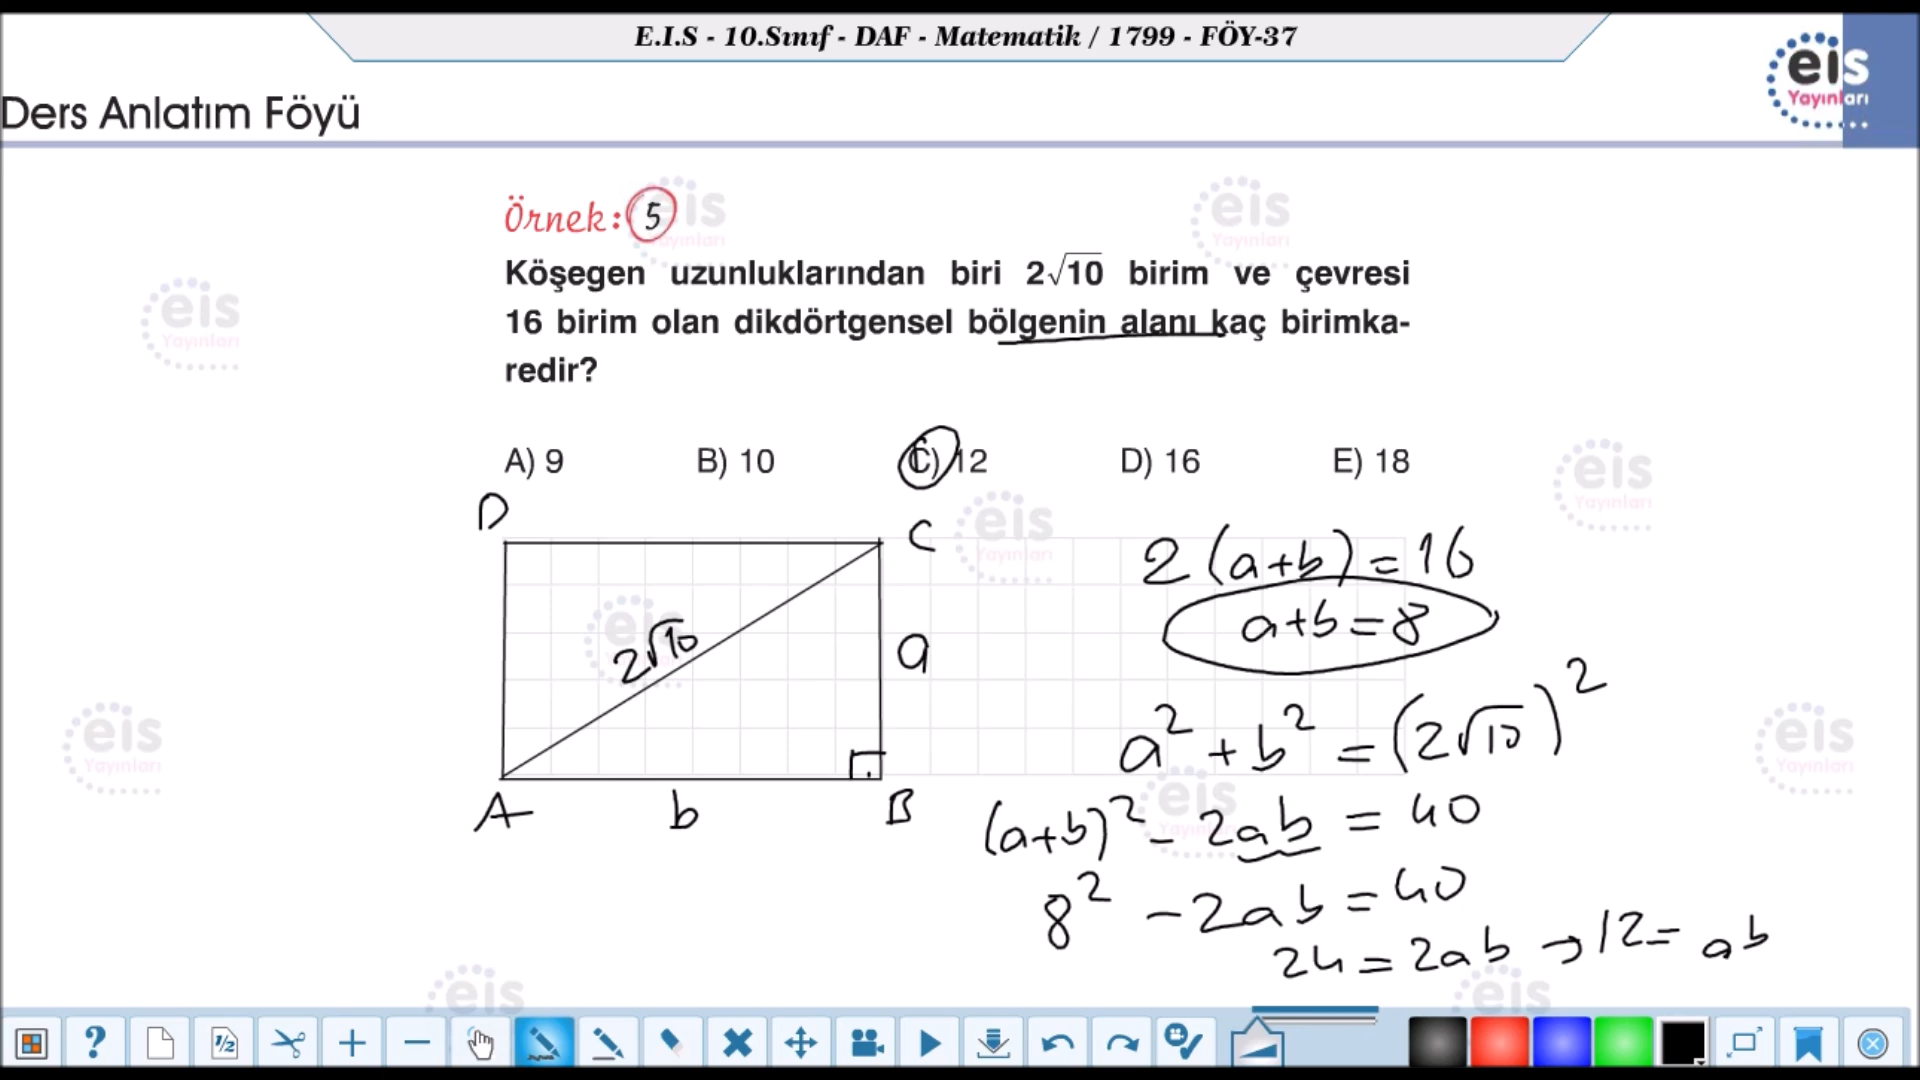 E.I.S - 10.Sınıf - DAF - Matematik / 1799 - FÖY-37
eis
Yayınları
Ders Anlatım Föyü
Örnek: 5
Köşegen uzunluklarından biri 2√10 birim ve çevresi
16 birim olan dikdörtgensel bölgenin alanı kaç birimka-
redir?
A) 9 B) 10 C) 12 D) 16 E) 18
D
C
2(a+b)=16
a+b=8
2√10
a
a² + b² = (2√10)²
A b B
(a+b)² - 2ab = 40
8² - 2ab = 40
24 = 2ab → 12 = ab